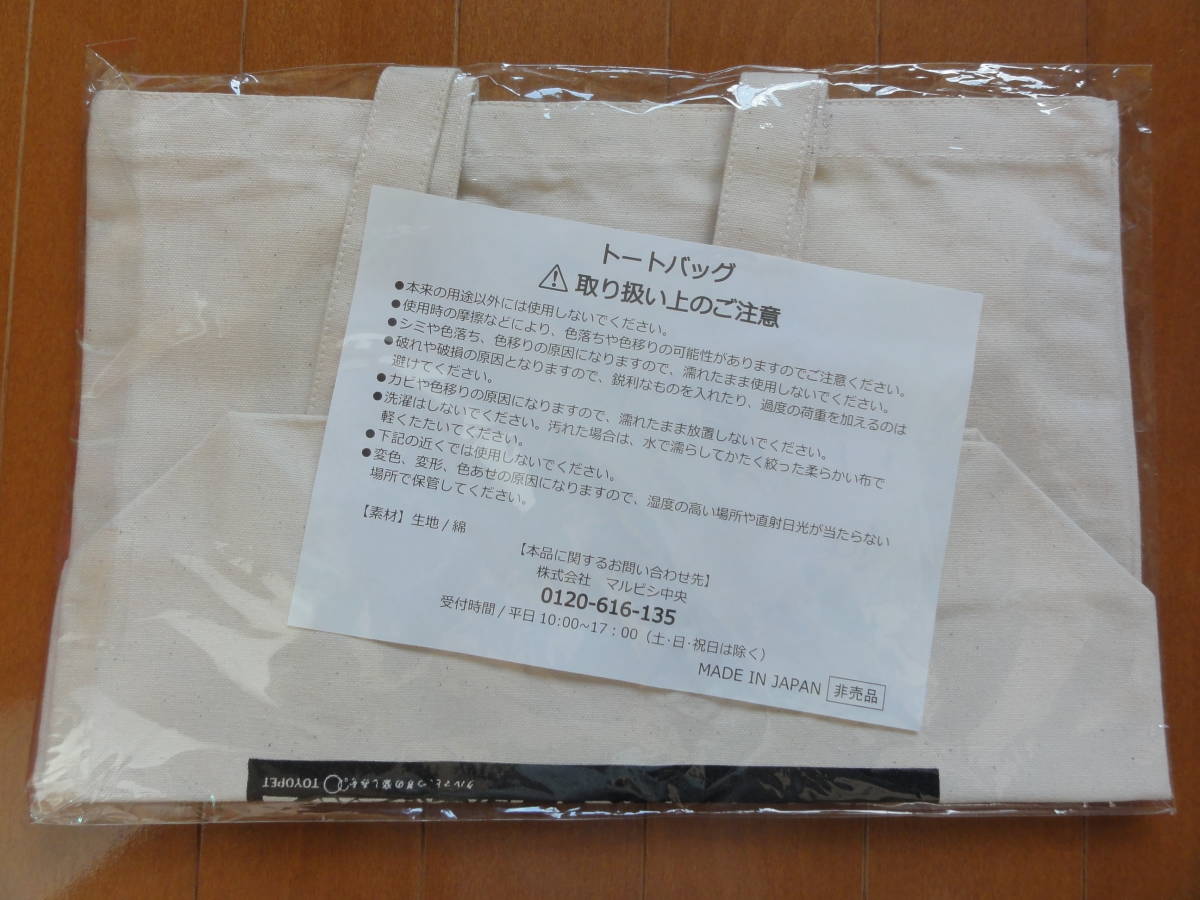 トートバッグ
⚠ 取り扱い上のご注意
●本来の用途以外には使用しないでください。
●使用時の摩擦などにより、色落ちや色移りの可能性がありますのでご注意ください。
●シミや色落ち、色移りの原因になりますので、濡れたまま使用しないでください。
●破れや破損の原因となりますので、鋭利なものを入れたり、過度の荷重を加えるのは
避けてください。
●カビや色移りの原因になりますので、濡れたまま放置しないでください。
●洗濯はしないでください。汚れた場合は、水で濡らしてかたく絞った柔らかい布で
軽くたたいてください。
●下記の近くでは使用しないでください。
●変色、変形、色あせの原因になりますので、湿度の高い場所や直射日光が当たらない
場所で保管してください。
【素材】生地/綿
【本品に関するお問い合わせ先】
株式会社 マルビシ中央
0120-616-135
受付時間/平日10:00~17:00(土・日・祝日は除く)
MADE IN JAPAN 非売品
クルマと、つぎの楽しみを。 TOYOPET